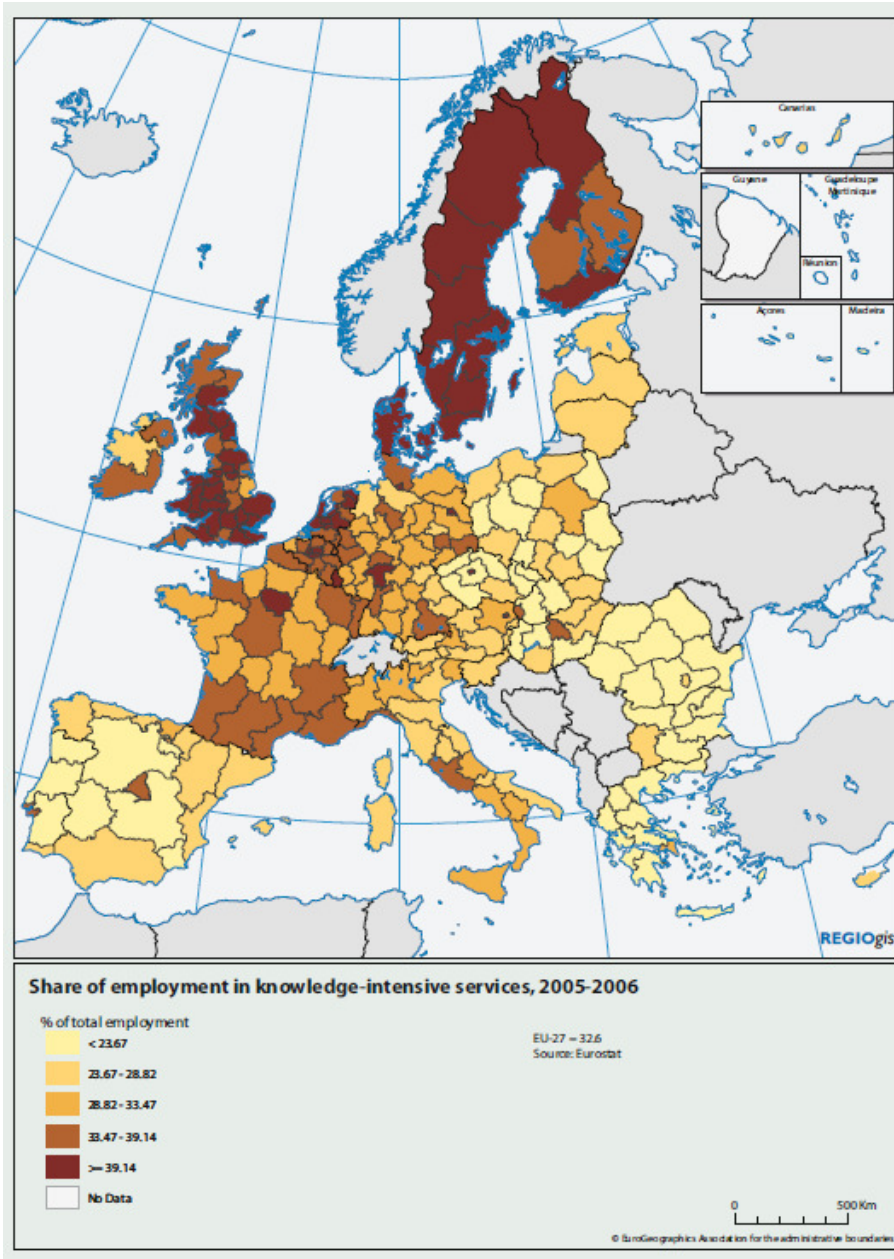 Canarias
Guyane
Guadeloupe
Martinique
Réunion
Açores
Madeira
REGIOgis
Share of employment in knowledge-intensive services, 2005-2006
% of total employment
< 23.67
23.67 - 28.82
28.82 - 33.47
33.47 - 39.14
>= 39.14
No Data
EU-27 = 32.6
Source: Eurostat
0 500 Km
© EuroGeographics Association for the administrative boundaries